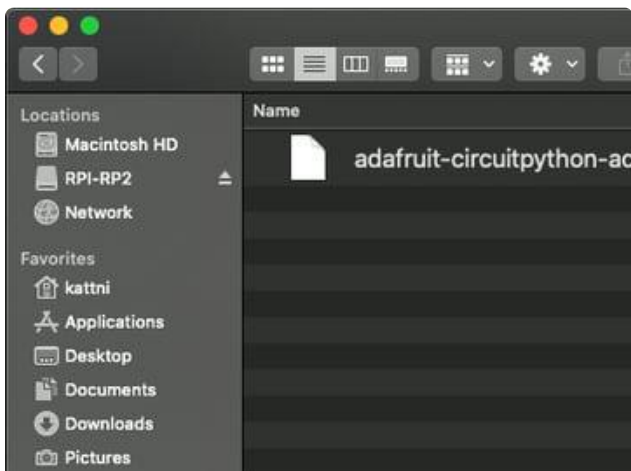 Locations
Macintosh HD
RPI-RP2
Network
Favorites
kattni
Applications
Desktop
Documents
Downloads
Pictures
Name
adafruit-circuitpython-ad